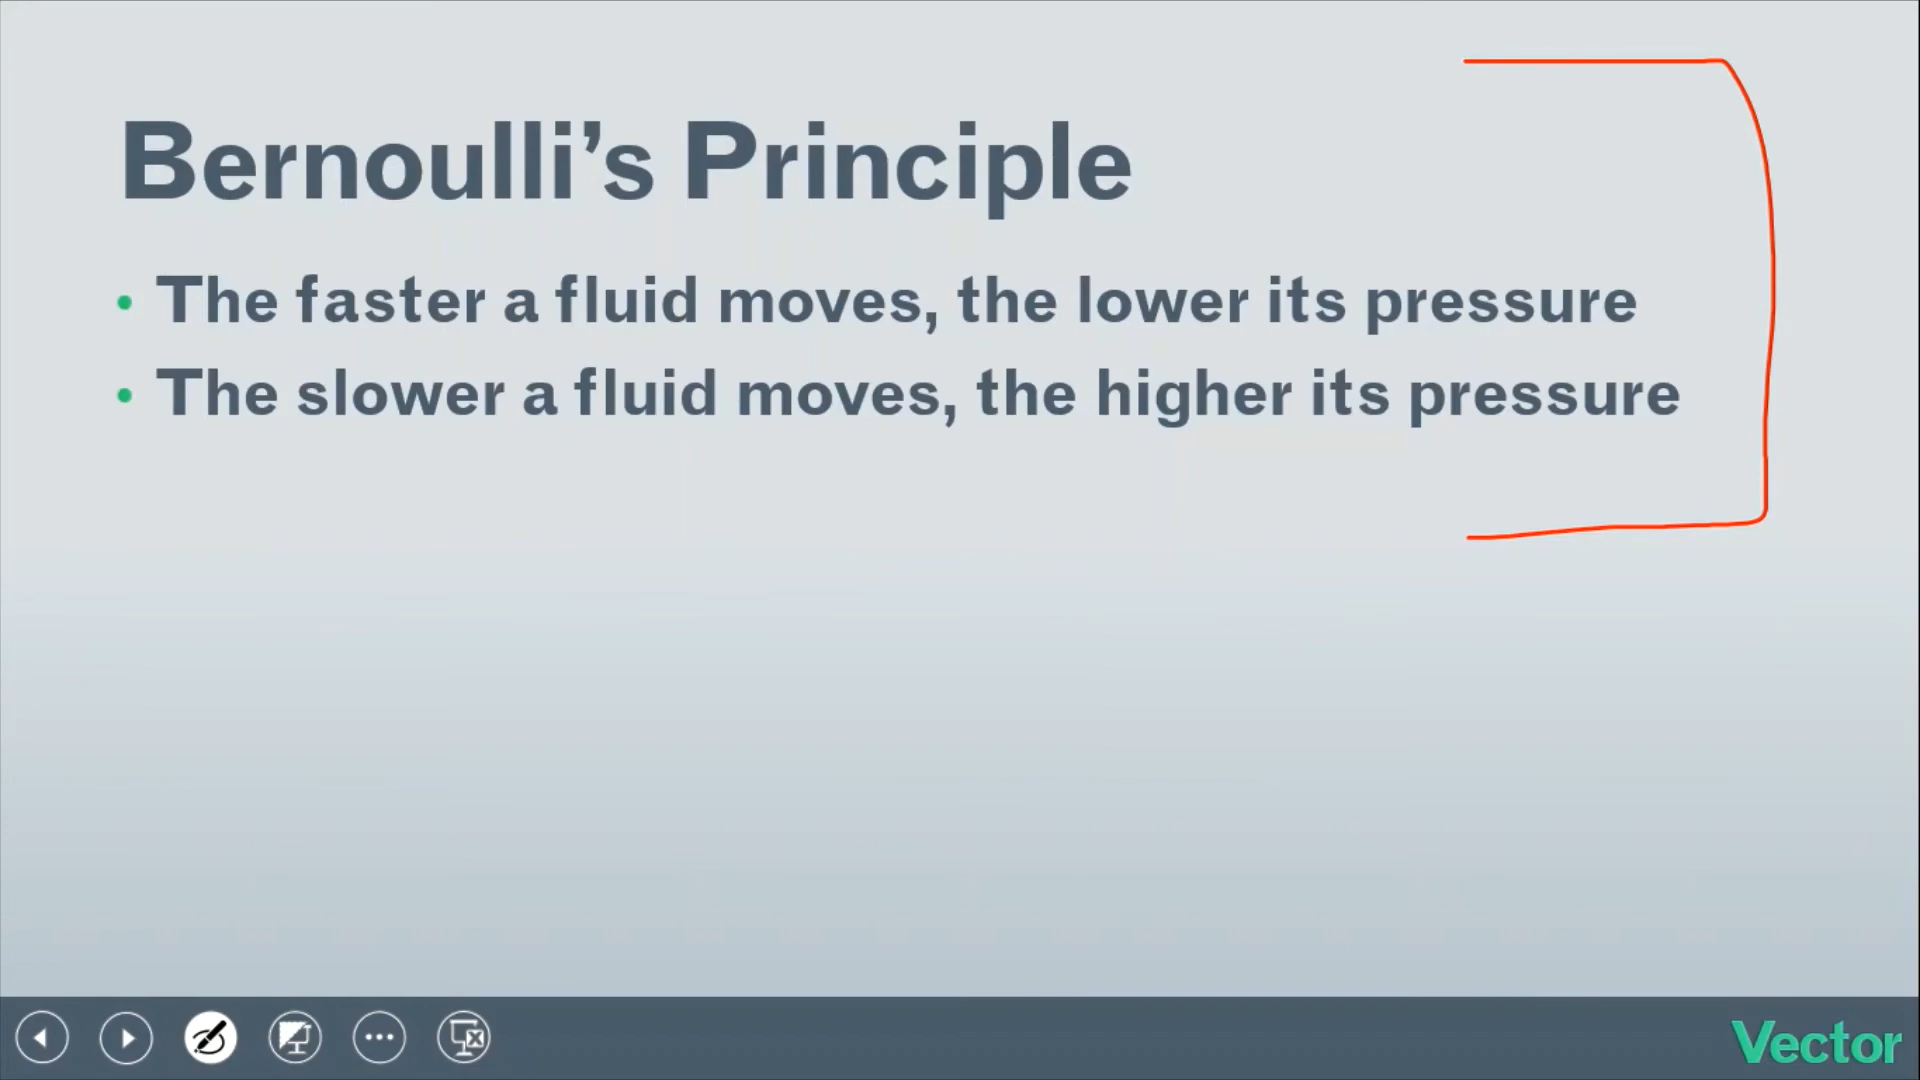 Bernoulli’s Principle
• The faster a fluid moves, the lower its pressure
• The slower a fluid moves, the higher its pressure
Vector